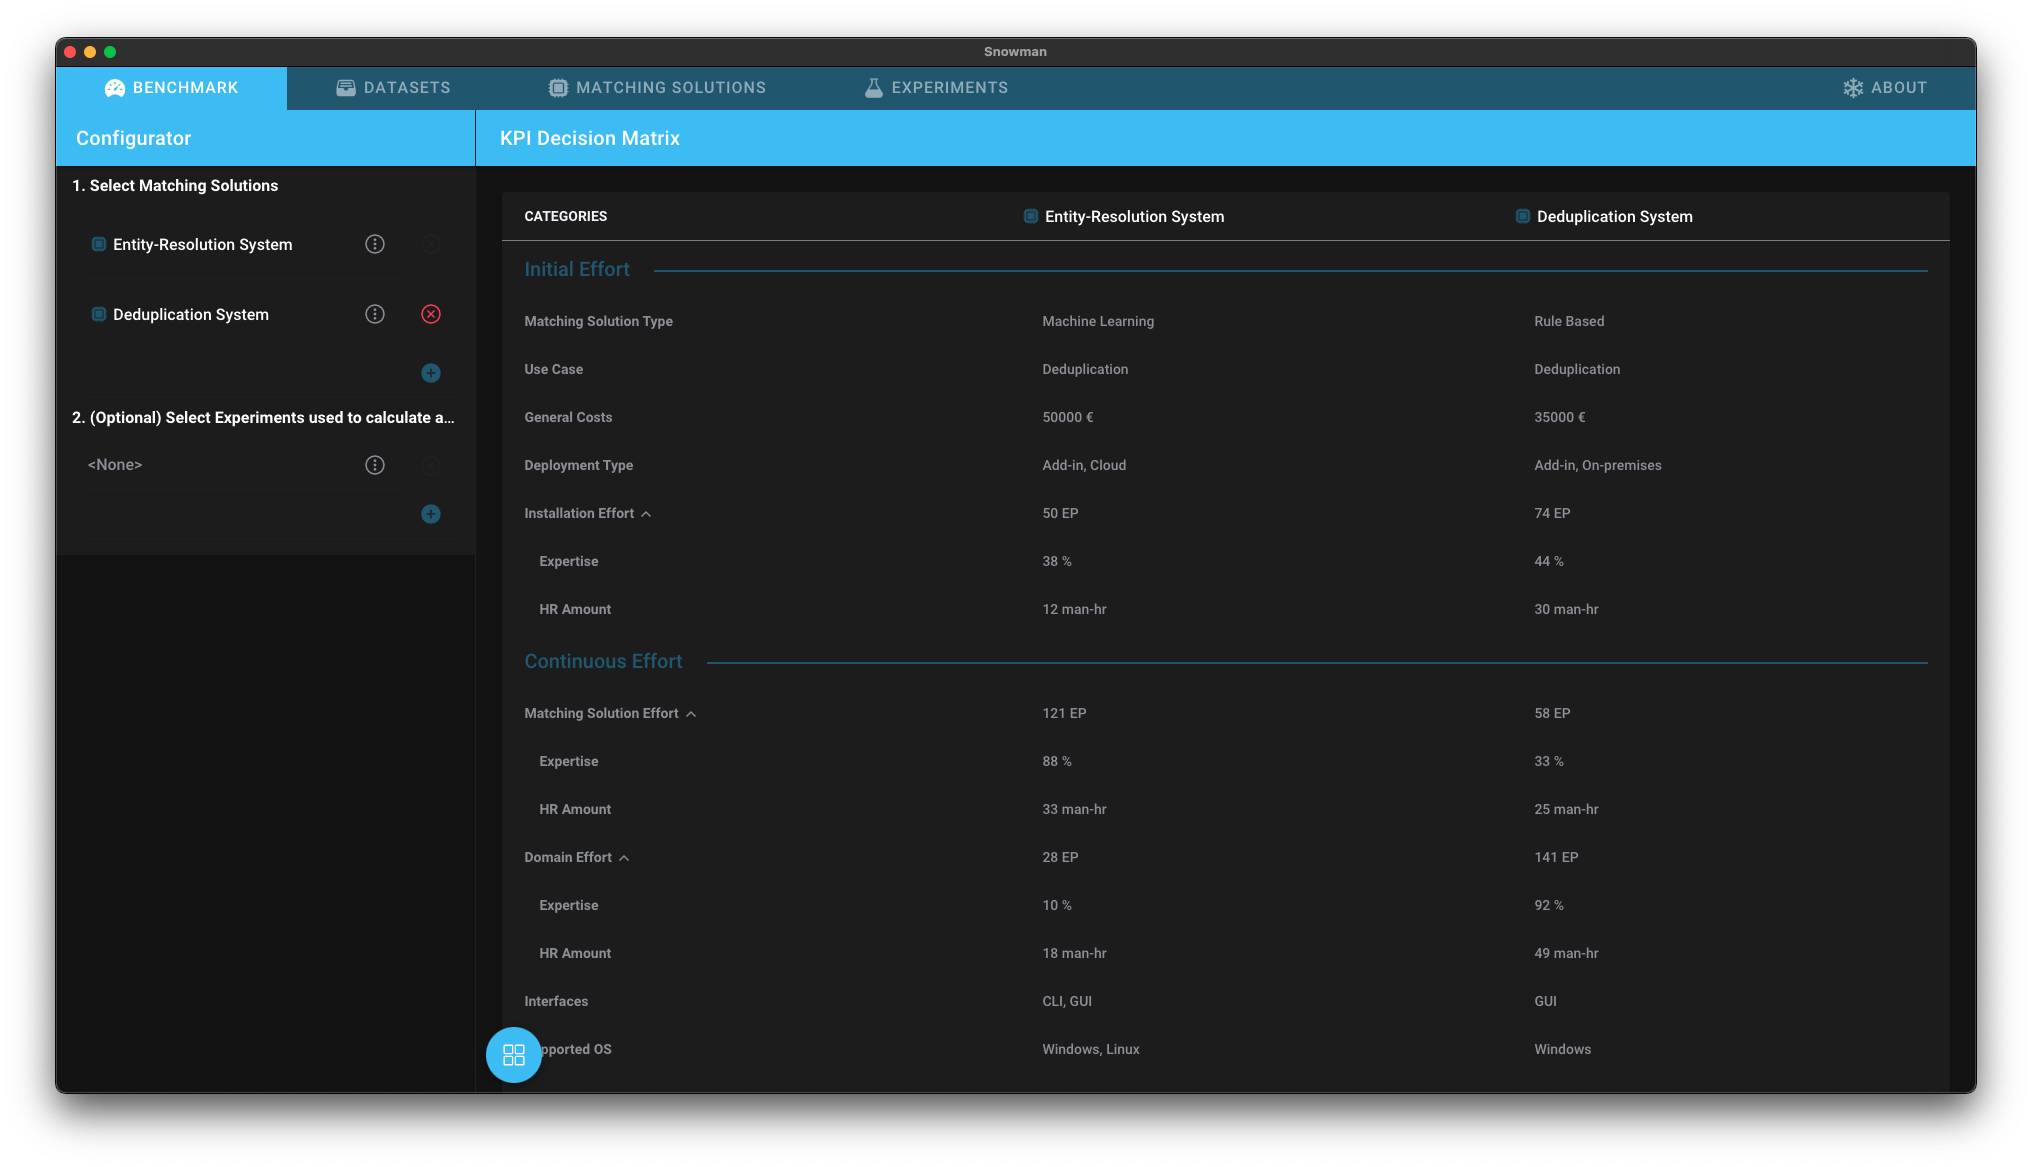 Snowman
BENCHMARK DATASETS MATCHING SOLUTIONS EXPERIMENTS ABOUT
Configurator
KPI Decision Matrix
1. Select Matching Solutions
Entity-Resolution System
Deduplication System
2. (Optional) Select Experiments used to calculate a...
<None>
CATEGORIES Entity-Resolution System Deduplication System
Initial Effort
Matching Solution Type Machine Learning Rule Based
Use Case Deduplication Deduplication
General Costs 50000 € 35000 €
Deployment Type Add-in, Cloud Add-in, On-premises
Installation Effort 50 EP 74 EP
Expertise 38 % 44 %
HR Amount 12 man-hr 30 man-hr
Continuous Effort
Matching Solution Effort 121 EP 58 EP
Expertise 88 % 33 %
HR Amount 33 man-hr 25 man-hr
Domain Effort 28 EP 141 EP
Expertise 10 % 92 %
HR Amount 18 man-hr 49 man-hr
Interfaces CLI, GUI GUI
pported OS Windows, Linux Windows